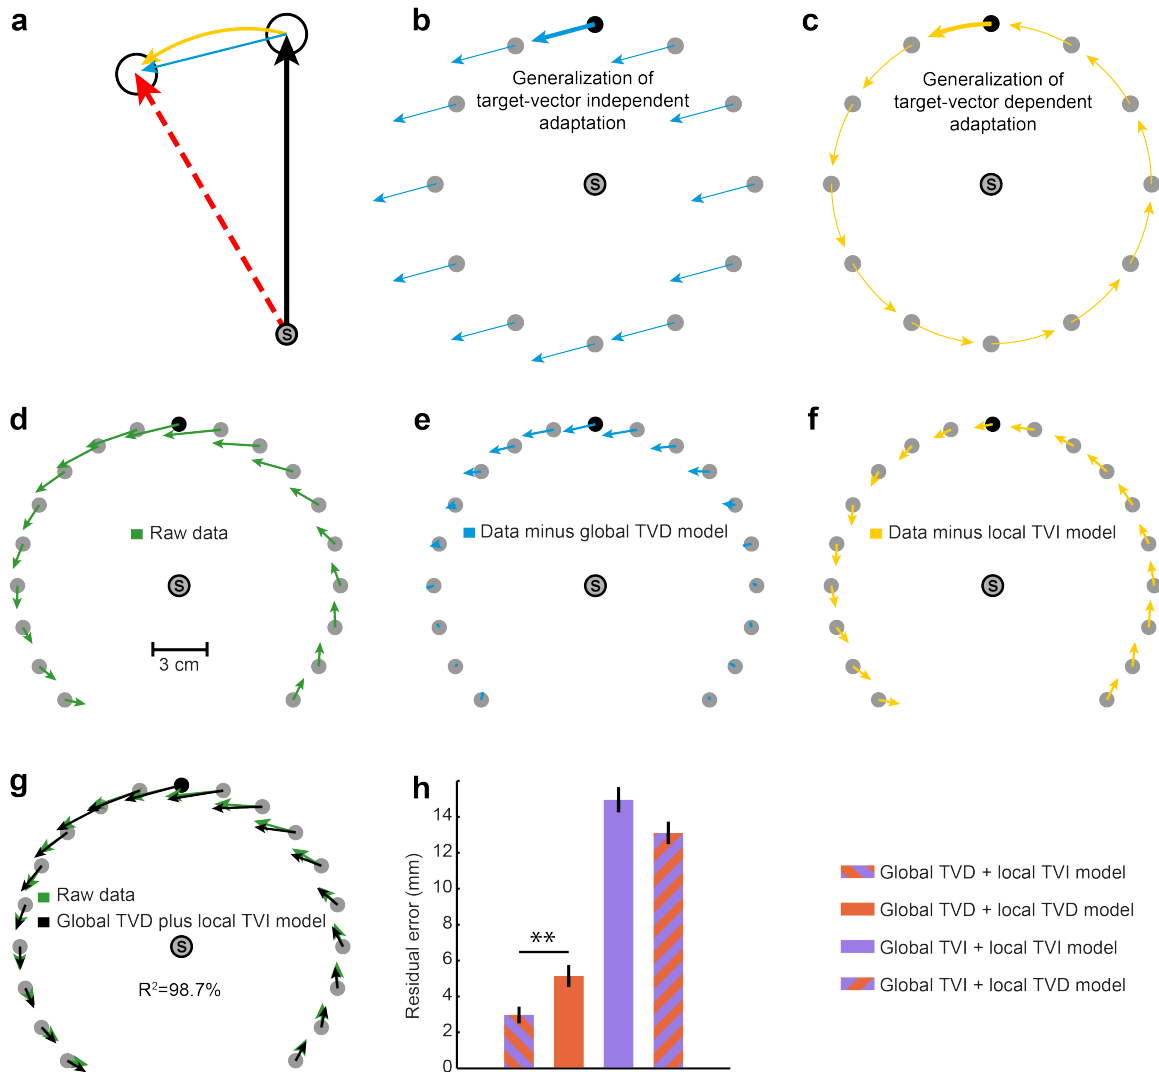 a
S
b
Generalization of
target-vector independent
adaptation
S
c
Generalization of
target-vector dependent
adaptation
S
d
Raw data
S
3 cm
e
Data minus global TVD model
S
f
Data minus local TVI model
S
g
Raw data
Global TVD plus local TVI model
S
R²=98.7%
h
Residual error (mm)
14
12
10
8
6
4
2
0
**
Global TVD + local TVI model
Global TVD + local TVD model
Global TVI + local TVI model
Global TVI + local TVD model